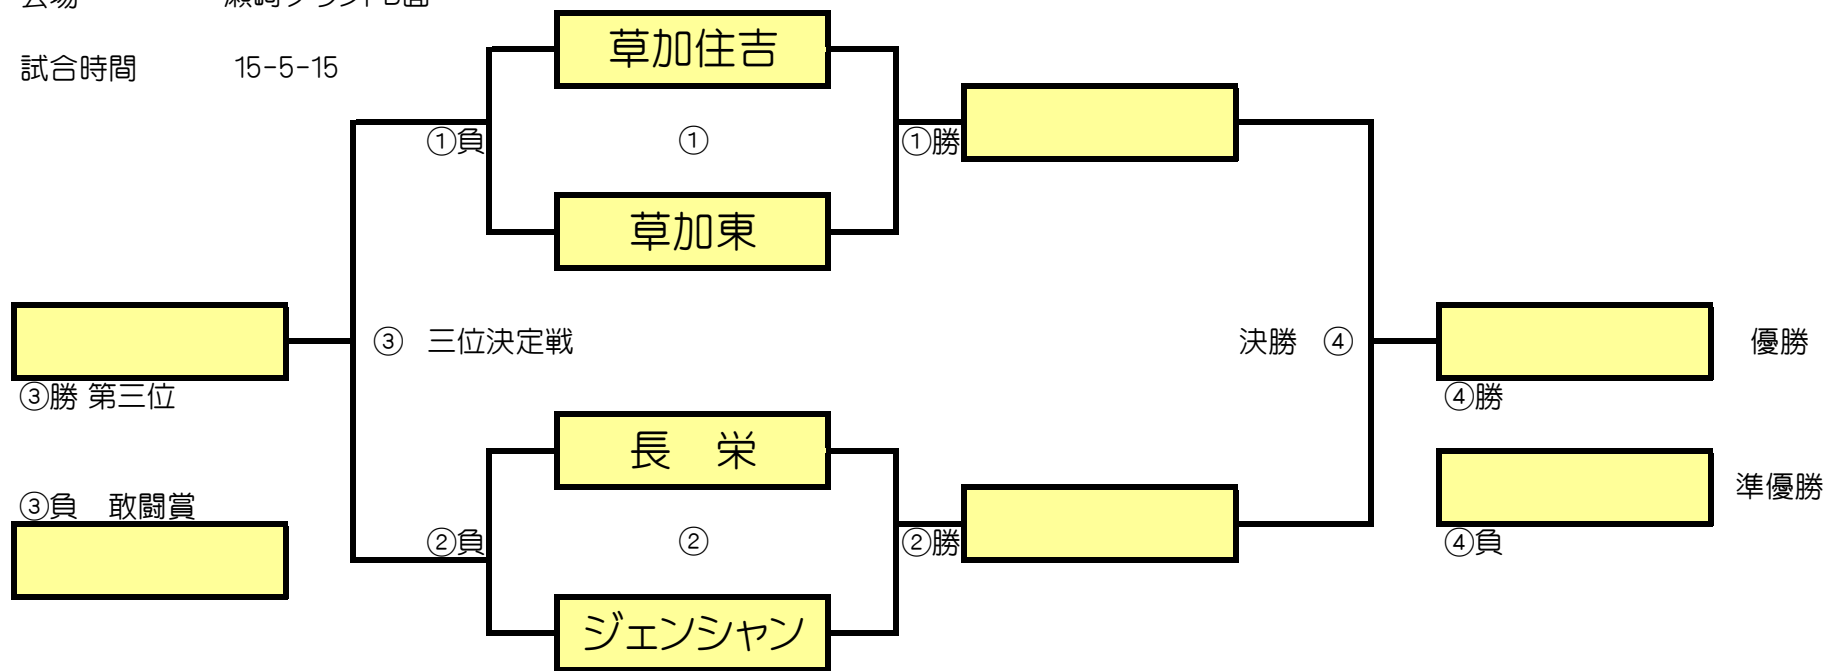 試合時間 15-5-15
草加住吉
①負 ① ①勝
草加東
③ 三位決定戦
決勝 ④
優勝
③勝 第三位
④勝
長 栄
準優勝
③負 敢闘賞
②負 ② ②勝
④負
ジェンシャン